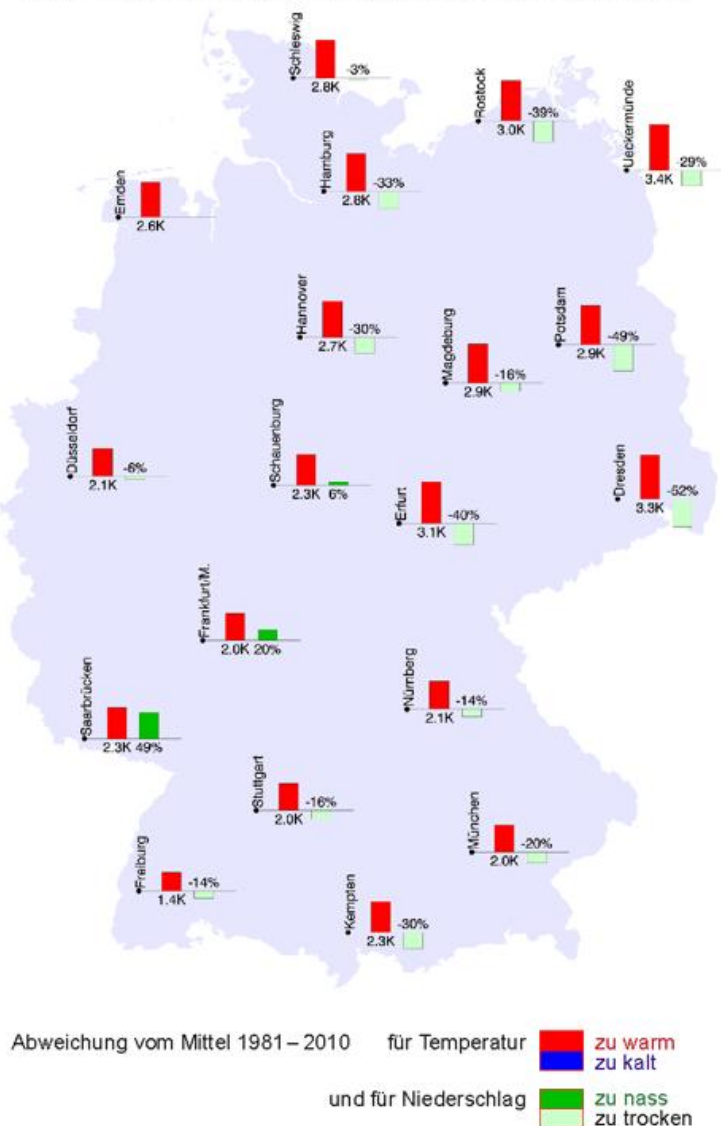 Schleswig
-3%
2.8K
Rostock
-39%
3.0K
Ueckermünde
-29%
3.4K
Hamburg
-33%
2.8K
Emden
2.6K
Hannover
-30%
2.7K
Magdeburg
-16%
2.9K
Potsdam
-49%
2.9K
Düsseldorf
-6%
2.1K
Schauenburg
2.3K 6%
Erfurt
-40%
3.1K
Dresden
-52%
3.3K
Frankfurt/M.
2.0K 20%
Saarbrücken
2.3K 49%
Nürnberg
-14%
2.1K
Stuttgart
-16%
2.0K
München
-20%
2.0K
Freiburg
-14%
1.4K
Kempten
-30%
2.3K
Abweichung vom Mittel 1981 – 2010 für Temperatur zu warm
zu kalt
und für Niederschlag zu nass
zu trocken